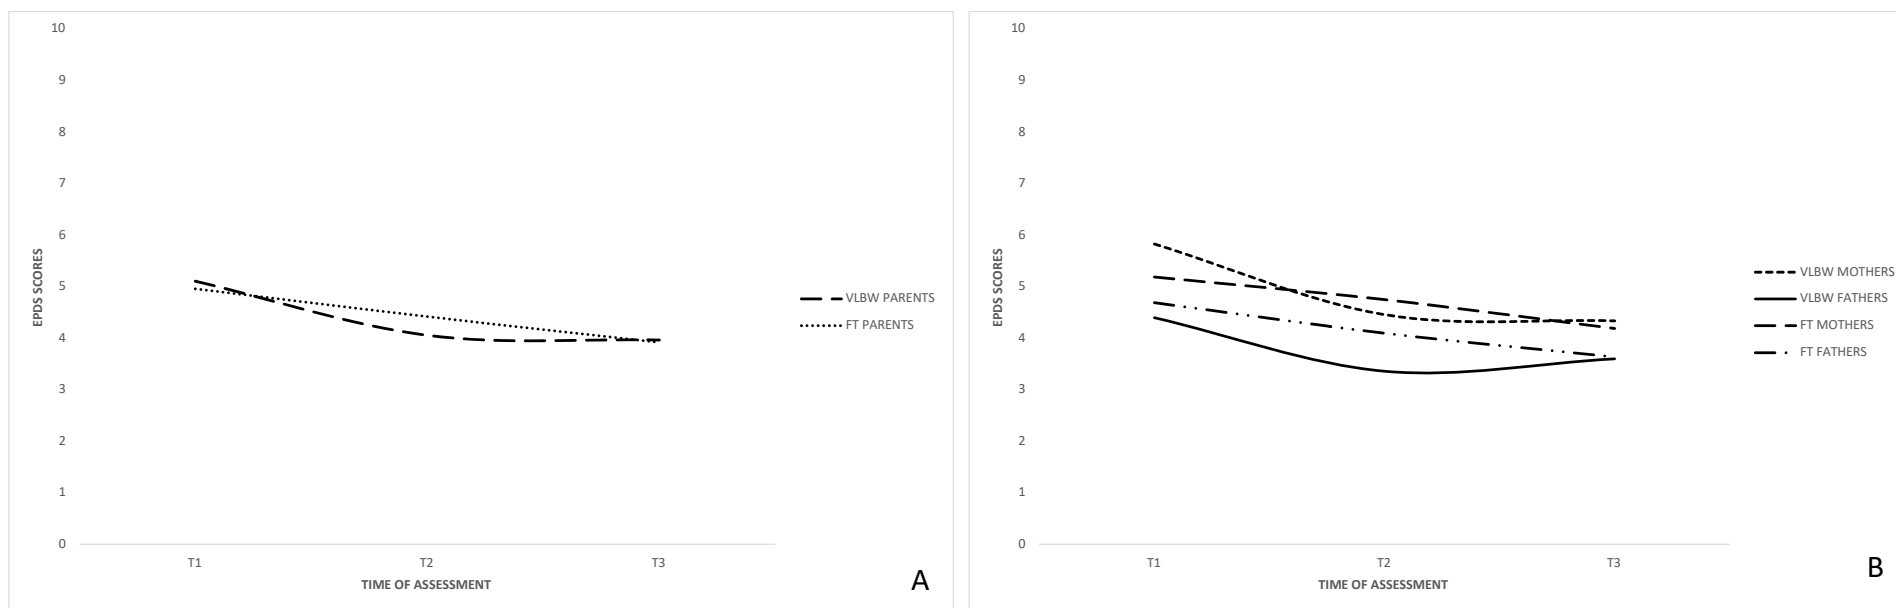 10
9
8
7
6
5
4
3
2
1
0
EPDS SCORES
T1
T2
T3
TIME OF ASSESSMENT
VLBW PARENTS
FT PARENTS
A
10
9
8
7
6
5
4
3
2
1
0
EPDS SCORES
T1
T2
T3
TIME OF ASSESSMENT
VLBW MOTHERS
VLBW FATHERS
FT MOTHERS
FT FATHERS
B